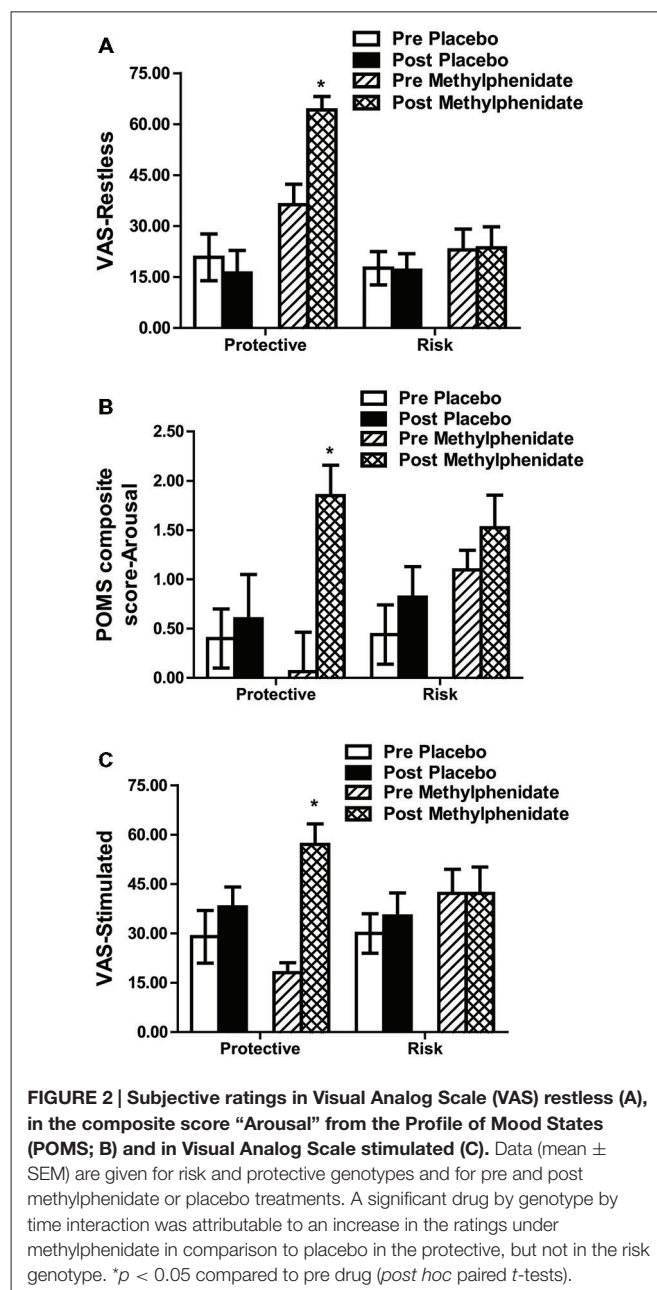 A
Pre Placebo
Post Placebo
Pre Methylphenidate
Post Methylphenidate
VAS-Restless
75.00
60.00
45.00
30.00
15.00
0.00
*
Protective
Risk
B
Pre Placebo
Post Placebo
Pre Methylphenidate
Post Methylphenidate
POMS composite
score-Arousal
2.50
2.00
1.50
1.00
0.50
0.00
*
Protective
Risk
C
Pre Placebo
Post Placebo
Pre Methylphenidate
Post Methylphenidate
VAS-Stimulated
75.00
60.00
45.00
30.00
15.00
0.00
*
Protective
Risk
FIGURE 2 | Subjective ratings in Visual Analog Scale (VAS) restless (A),
in the composite score “Arousal” from the Profile of Mood States
(POMS; B) and in Visual Analog Scale stimulated (C). Data (mean ±
SEM) are given for risk and protective genotypes and for pre and post
methylphenidate or placebo treatments. A significant drug by genotype by
time interaction was attributable to an increase in the ratings under
methylphenidate in comparison to placebo in the protective, but not in the risk
genotype. *p < 0.05 compared to pre drug (post hoc paired t-tests).